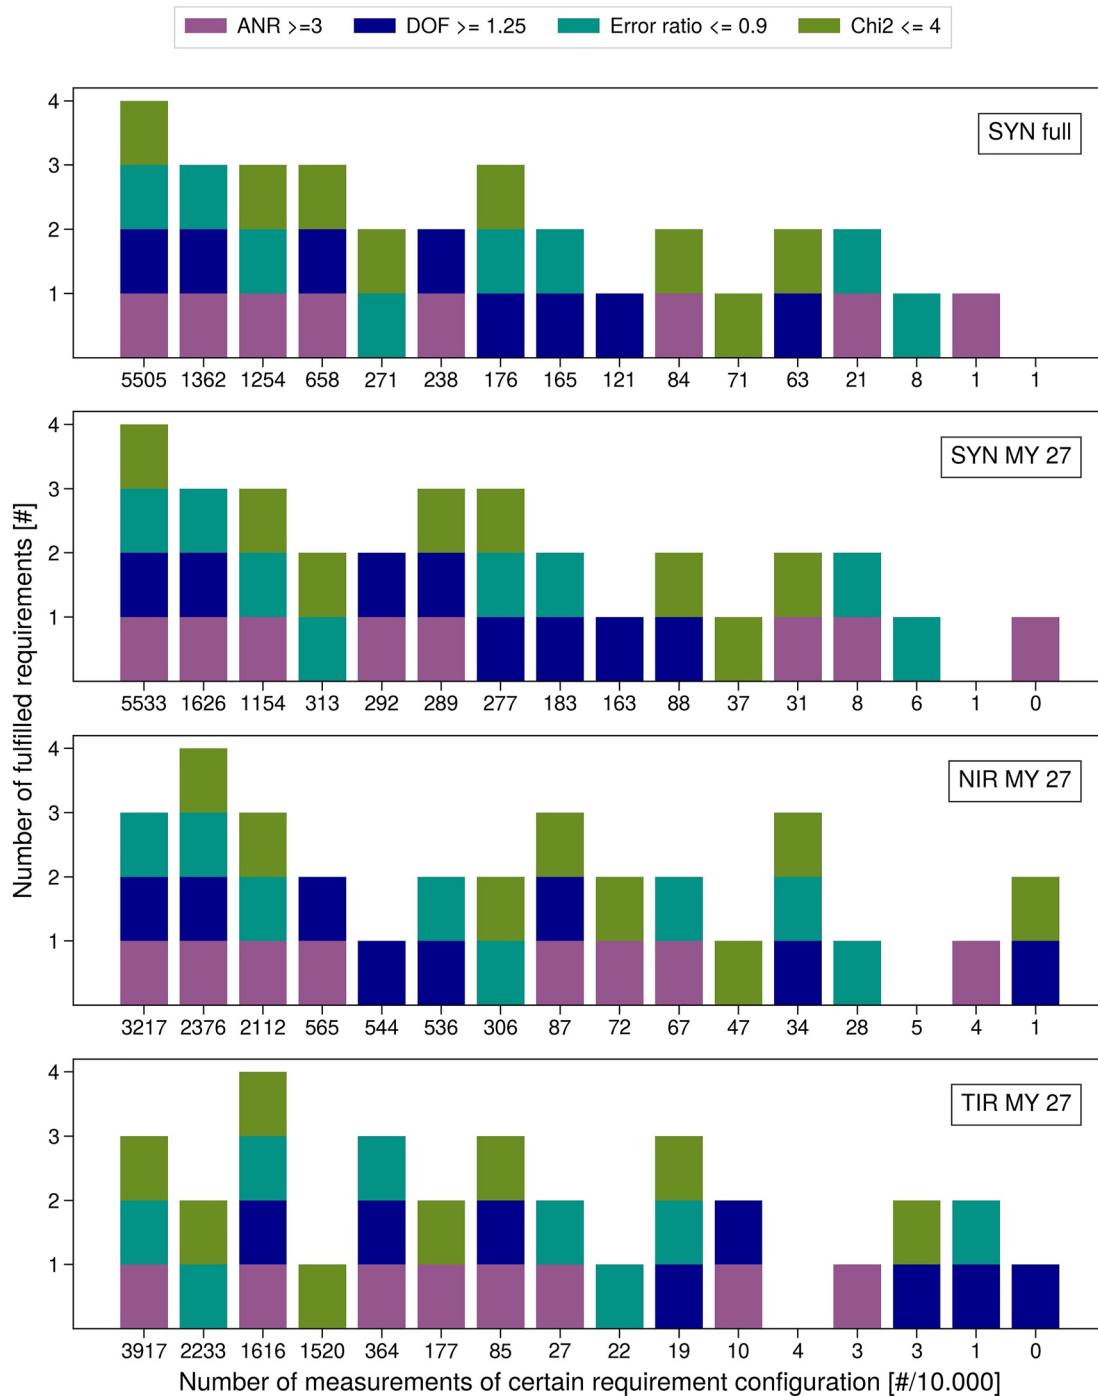 ANR >=3 DOF >= 1.25 Error ratio <= 0.9 Chi2 <= 4
SYN full
4
3
2
1
5505 1362 1254 658 271 238 176 165 121 84 71 63 21 8 1 1
SYN MY 27
4
3
2
1
5533 1626 1154 313 292 289 277 183 163 88 37 31 8 6 1 0
Number of fulfilled requirements [#]
NIR MY 27
4
3
2
1
3217 2376 2112 565 544 536 306 87 72 67 47 34 28 5 4 1
TIR MY 27
4
3
2
1
3917 2233 1616 1520 364 177 85 27 22 19 10 4 3 3 1 0
Number of measurements of certain requirement configuration [#/10.000]